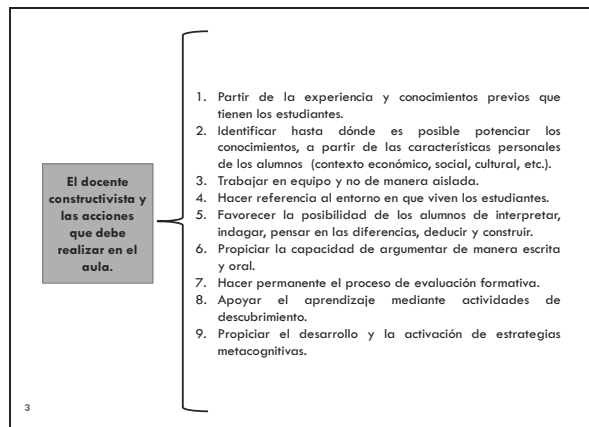 El docente
constructivista y
las acciones
que debe
realizar en el
aula.
1. Partir de la experiencia y conocimientos previos que
tienen los estudiantes.
2. Identificar hasta dónde es posible potenciar los
conocimientos, a partir de las características personales
de los alumnos (contexto económico, social, cultural, etc.).
3. Trabajar en equipo y no de manera aislada.
4. Hacer referencia al entorno en que viven los estudiantes.
5. Favorecer la posibilidad de los alumnos de interpretar,
indagar, pensar en las diferencias, deducir y construir.
6. Propiciar la capacidad de argumentar de manera escrita
y oral.
7. Hacer permanente el proceso de evaluación formativa.
8. Apoyar el aprendizaje mediante actividades de
descubrimiento.
9. Propiciar el desarrollo y la activación de estrategias
metacognitivas.
3